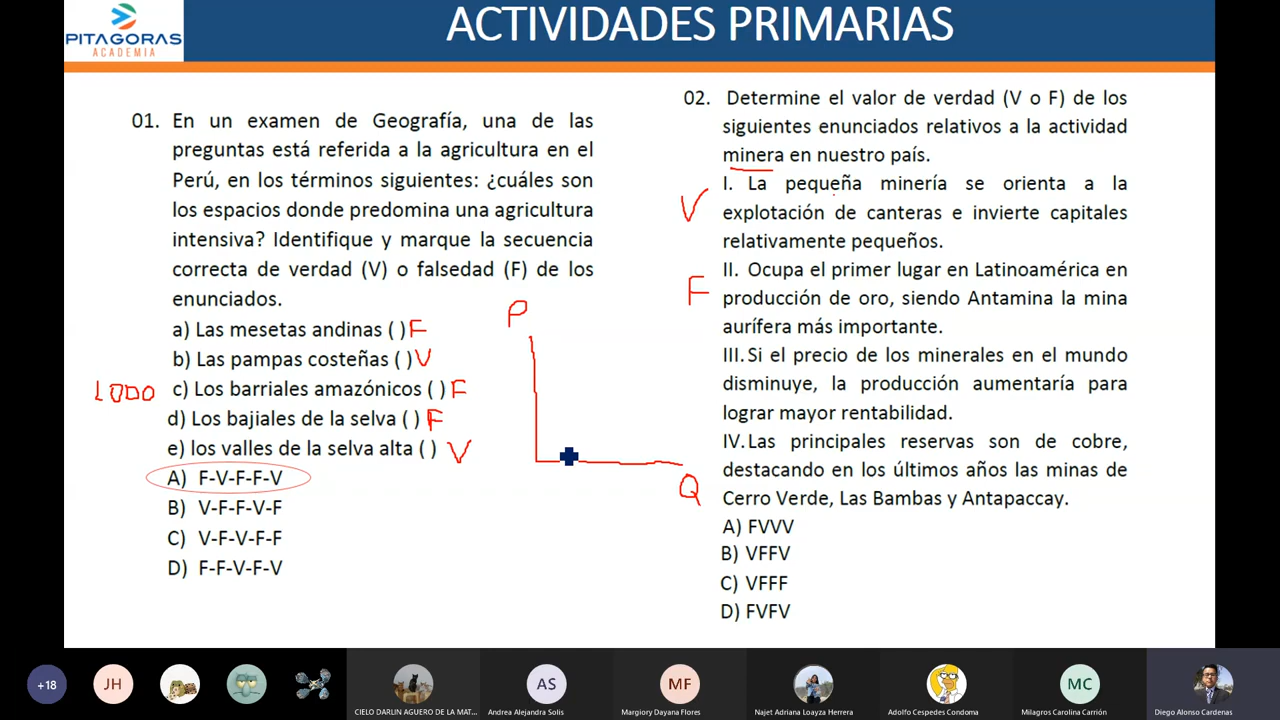 PITAGORAS
ACADEMIA
ACTIVIDADES PRIMARIAS
01. En un examen de Geografía, una de las
preguntas está referida a la agricultura en el
Perú, en los términos siguientes: ¿cuáles son
los espacios donde predomina una agricultura
intensiva? Identifique y marque la secuencia
correcta de verdad (V) o falsedad (F) de los
enunciados.
a) Las mesetas andinas ( ) F
b) Las pampas costeñas ( ) V
LODO c) Los barriales amazónicos ( ) F
d) Los bajiales de la selva ( ) F
e) los valles de la selva alta ( ) V
A) F-V-F-F-V
B) V-F-F-V-F
C) V-F-V-F-F
D) F-F-V-F-V
P
Q
02. Determine el valor de verdad (V o F) de los
siguientes enunciados relativos a la actividad
minera en nuestro país.
I. La pequeña minería se orienta a la
V explotación de canteras e invierte capitales
relativamente pequeños.
II. Ocupa el primer lugar en Latinoamérica en
F producción de oro, siendo Antamina la mina
aurífera más importante.
III. Si el precio de los minerales en el mundo
disminuye, la producción aumentaría para
lograr mayor rentabilidad.
IV. Las principales reservas son de cobre,
destacando en los últimos años las minas de
Cerro Verde, Las Bambas y Antapaccay.
A) FVVV
B) VFFV
C) VFFF
D) FVFV
+18
JH
AS
MF
MC
CIELO DARLIN AGUERO DE LA MAT...
Andrea Alejandra Solis
Margiory Dayana Flores
Najet Adriana Loayza Herrera
Adolfo Cespedes Condoma
Milagros Carolina Carrión
Diego Alonso Cardenas